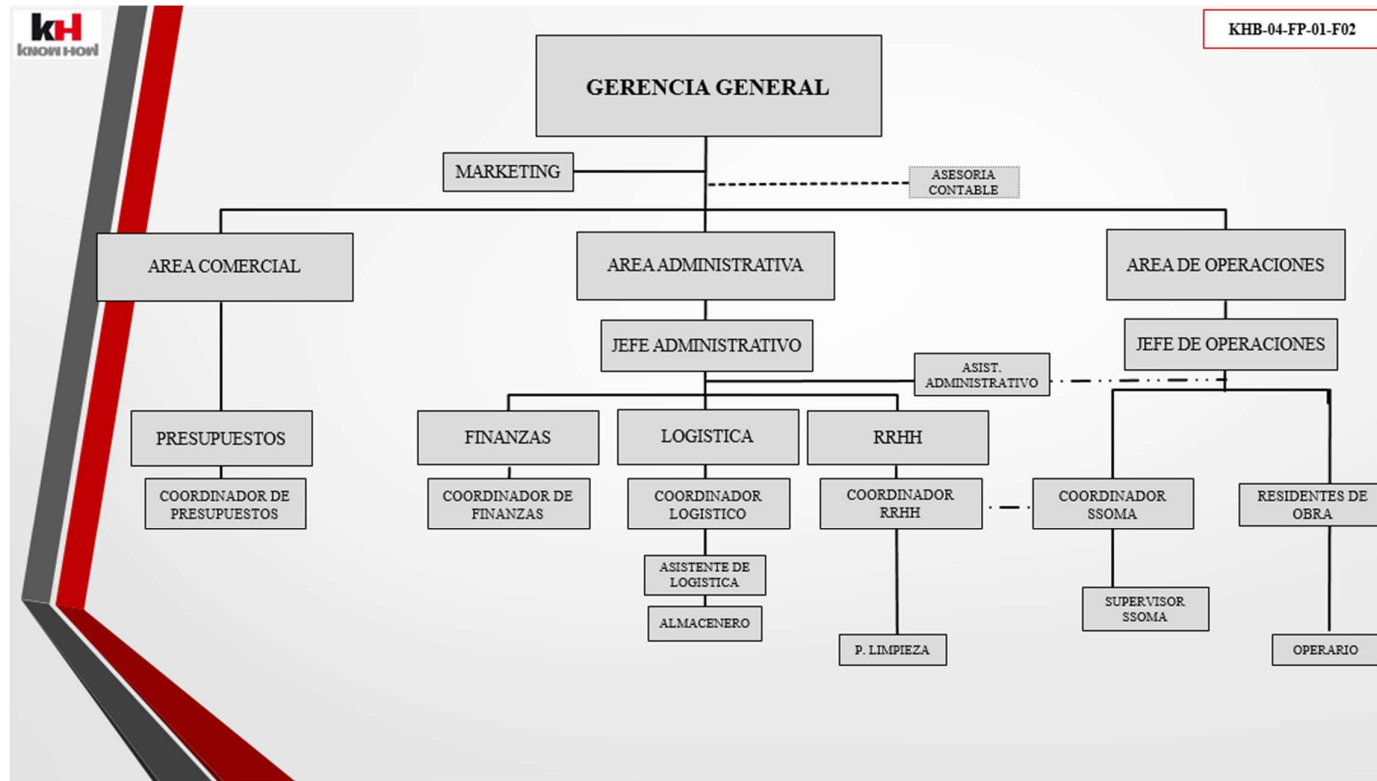 kH
KNOW HOW
KHB-04-FP-01-F02
GERENCIA GENERAL
MARKETING
ASESORIA
CONTABLE
AREA COMERCIAL
AREA ADMINISTRATIVA
AREA DE OPERACIONES
JEFE ADMINISTRATIVO
JEFE DE OPERACIONES
ASIST.
ADMINISTRATIVO
PRESUPUESTOS
FINANZAS
LOGISTICA
RRHH
COORDINADOR DE
PRESUPUESTOS
COORDINADOR DE
FINANZAS
COORDINADOR
LOGISTICO
COORDINADOR
RRHH
COORDINADOR
SSOMA
RESIDENTES DE
OBRA
ASISTENTE DE
LOGISTICA
SUPERVISOR
SSOMA
ALMACENERO
P. LIMPIEZA
OPERARIO